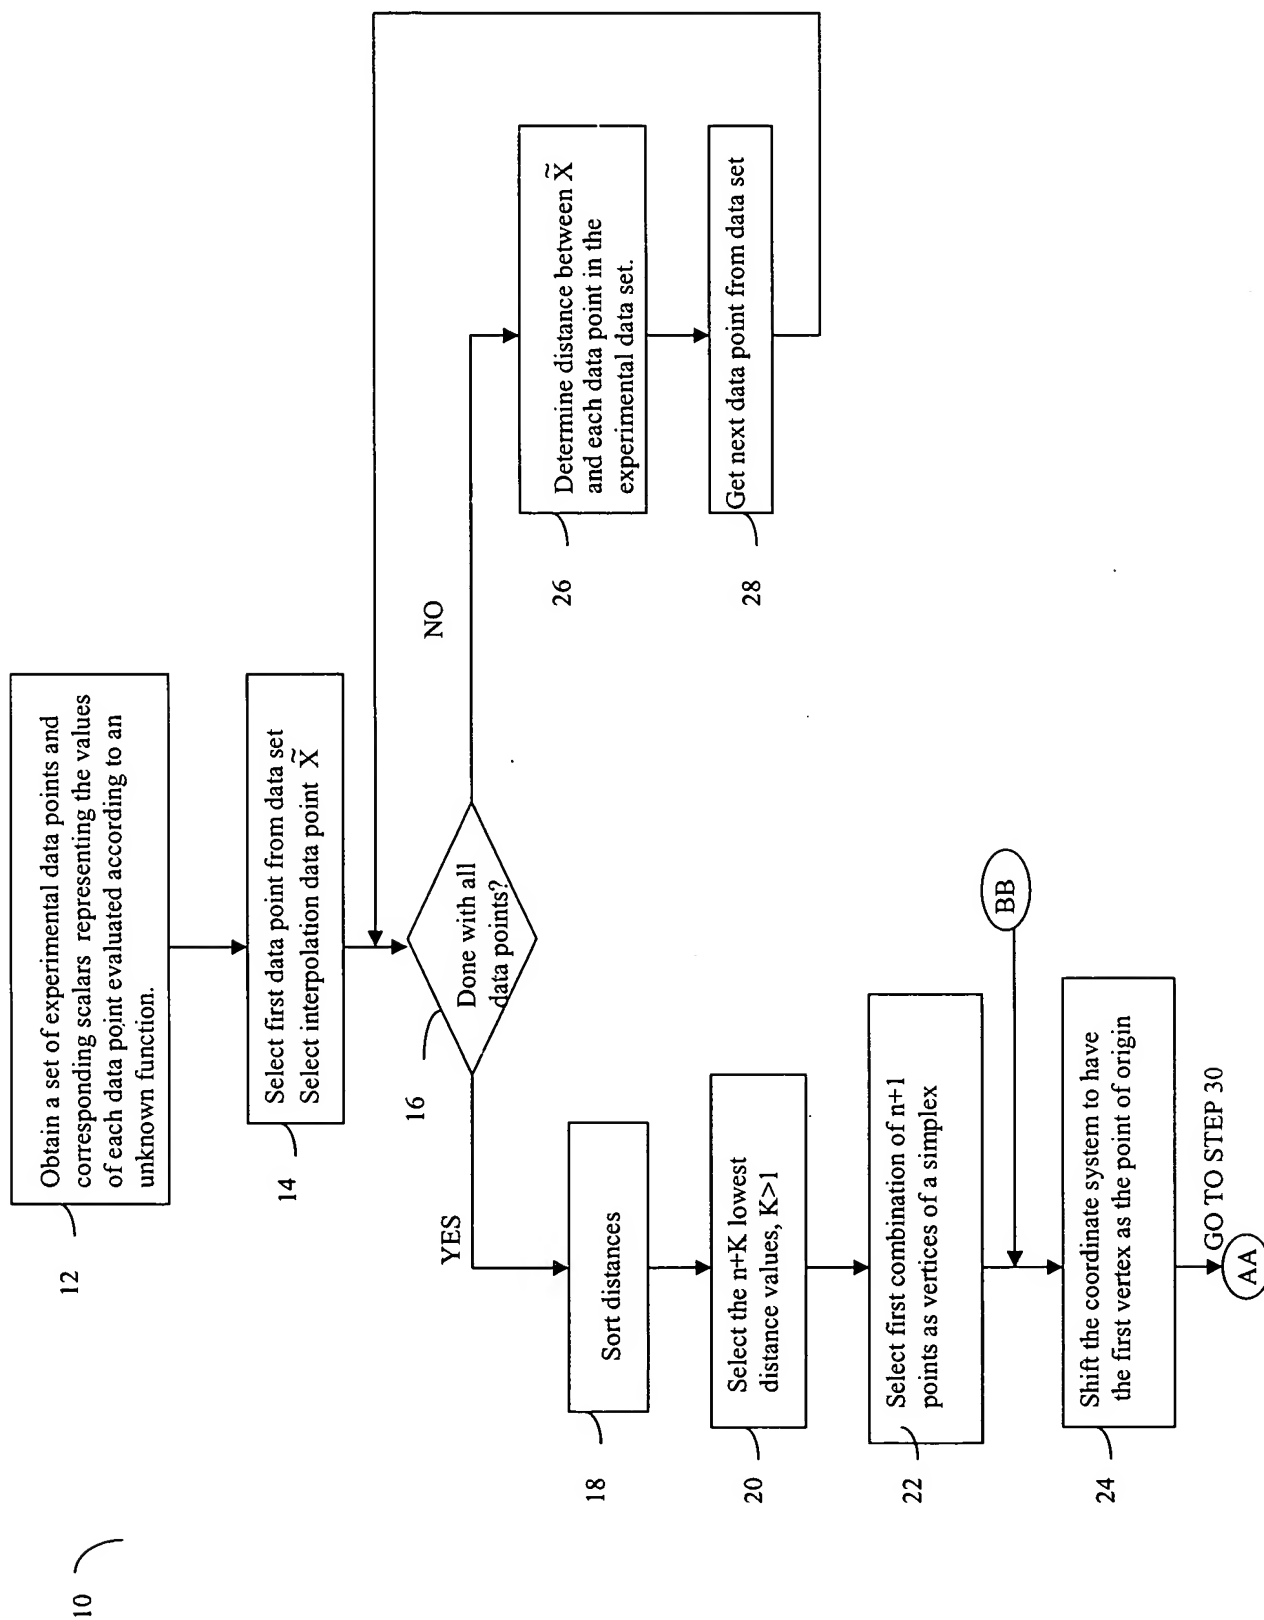 10
12
Obtain a set of experimental data points and
corresponding scalars representing the values
of each data point evaluated according to an
unknown function.
14
Select first data point from data set
Select interpolation data point X̃
16
Done with all
data points?
YES
NO
18
Sort distances
20
Select the n+K lowest
distance values, K>1
22
Select first combination of n+1
points as vertices of a simplex
BB
24
Shift the coordinate system to have
the first vertex as the point of origin
GO TO STEP 30
AA
26
Determine distance between X̃
and each data point in the
experimental data set.
28
Get next data point from data set